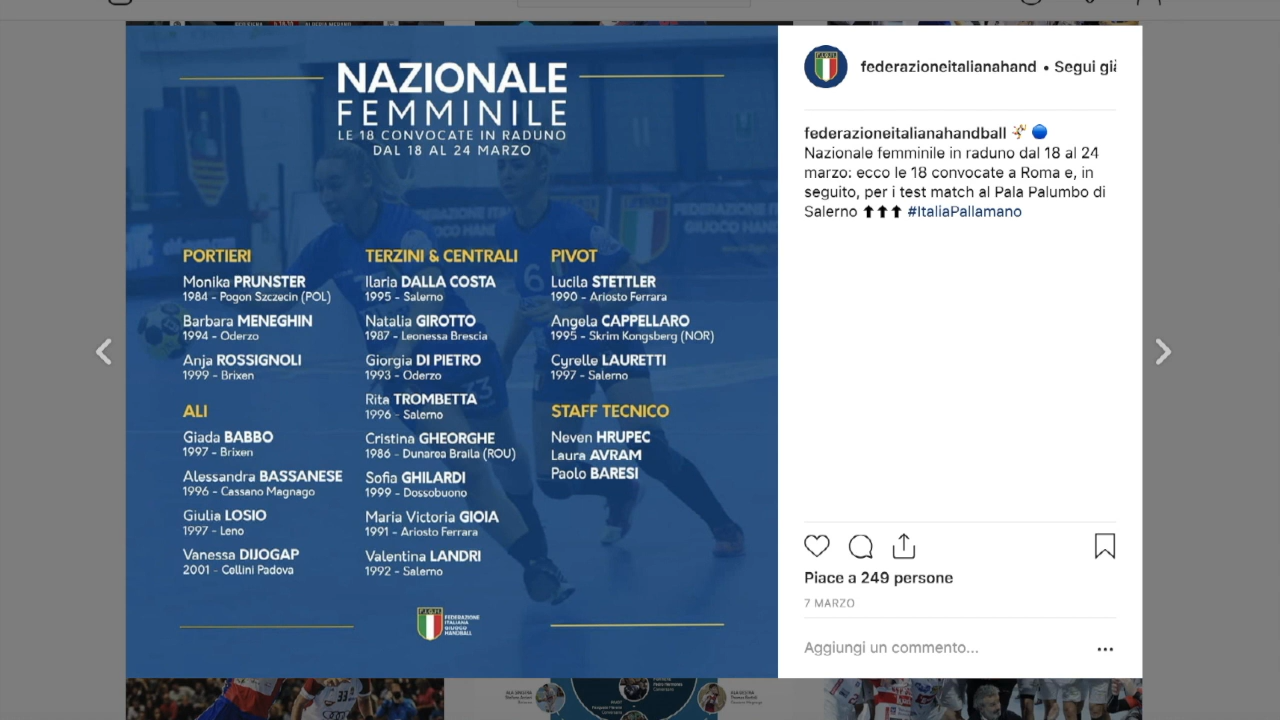 NAZIONALE
FEMMINILE
LE 18 CONVOCATE IN RADUNO
DAL 18 AL 24 MARZO
PORTIERI
Monika PRUNSTER
1984 - Pogon Szczecin (POL)
Barbara MENEGHIN
1994 - Oderzo
Anja ROSSIGNOLI
1999 - Brixen
ALI
Giada BABBO
1997 - Brixen
Alessandra BASSANESE
1996 - Cassano Magnago
Giulia LOSIO
1997 - Leno
Vanessa DIJOGAP
2001 - Cellini Padova
TERZINI & CENTRALI
Ilaria DALLA COSTA
1995 - Salerno
Natalia GIROTTO
1987 - Leonessa Brescia
Giorgia DI PIETRO
1993 - Oderzo
Rita TROMBETTA
1996 - Salerno
Cristina GHEORGHE
1986 - Dunarea Braila (ROU)
Sofia GHILARDI
1999 - Dossobuono
Maria Victoria GIOIA
1991 - Ariosto Ferrara
Valentina LANDRI
1992 - Salerno
PIVOT
Lucila STETTLER
1990 - Ariosto Ferrara
Angela CAPPELLARO
1995 - Skrim Kongsberg (NOR)
Cyrelle LAURETTI
1997 - Salerno
STAFF TECNICO
Neven HRUPEC
Laura AVRAM
Paolo BARESI
F.I.G.H.
FEDERAZIONE
ITALIANA
GIUOCO
HANDBALL
federazioneitalianahand • Segui già
federazioneitalianahandball 🤾 🔵
Nazionale femminile in raduno dal 18 al 24
marzo: ecco le 18 convocate a Roma e, in
seguito, per i test match al Pala Palumbo di
Salerno ⬆⬆⬆ #ItaliaPallamano
Piace a 249 persone
7 MARZO
Aggiungi un commento...